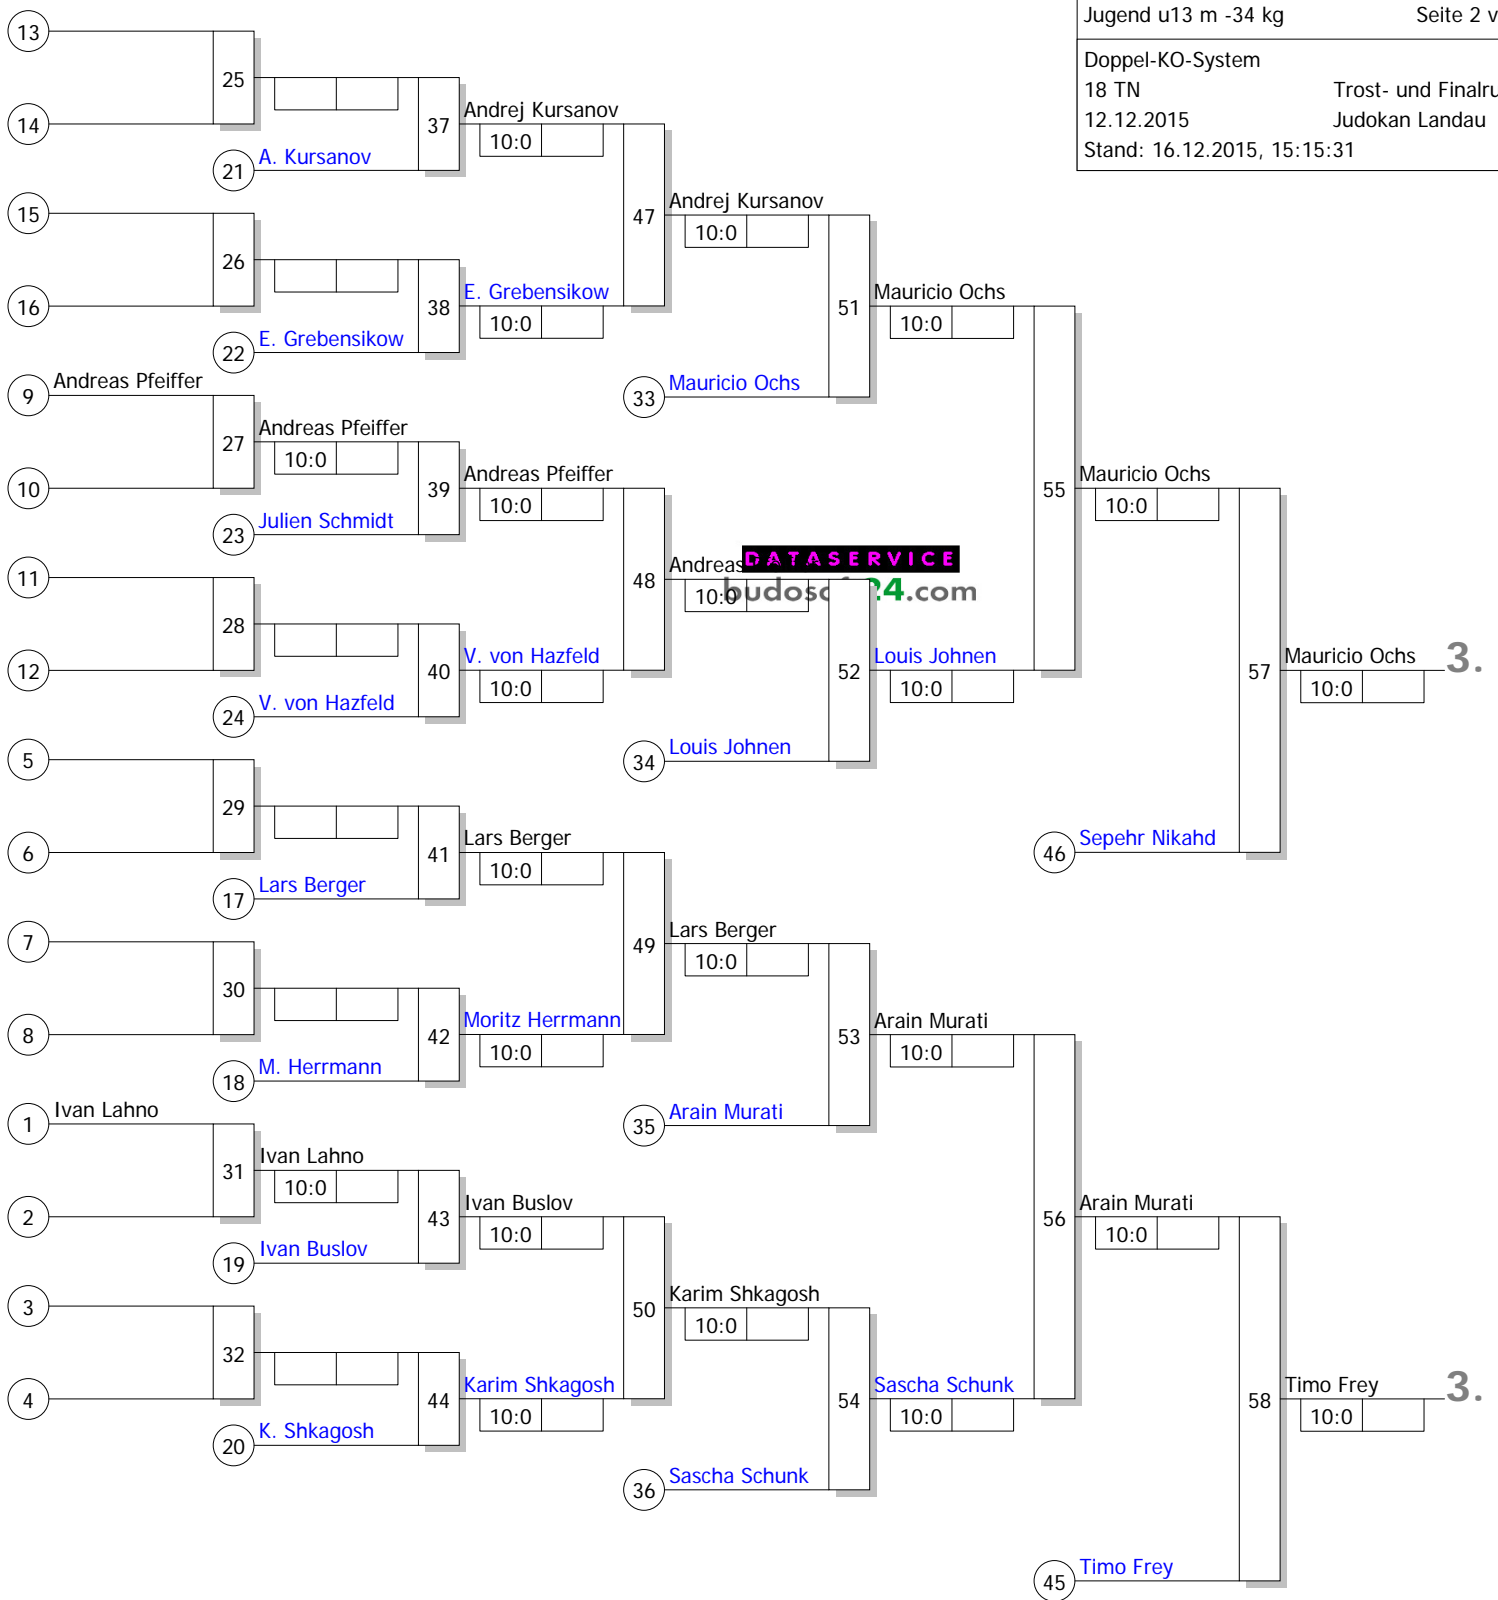 Jugend u13 m -34 kg Seite 2 v
Doppel-KO-System
18 TN Trost- und Finalru
12.12.2015 Judokan Landau
Stand: 16.12.2015, 15:15:31
13
25
14
37
Andrej Kursanov
10:0
21
A. Kursanov
15
47
Andrej Kursanov
10:0
26
16
38
E. Grebensikow
10:0
22
E. Grebensikow
51
Mauricio Ochs
10:0
33
Mauricio Ochs
9
Andreas Pfeiffer
27
Andreas Pfeiffer
10:0
10
39
Andreas Pfeiffer
10:0
23
Julien Schmidt
55
Mauricio Ochs
10:0
11
48
Andreas
10:0
DATASERVICE
24.com
28
12
40
V. von Hazfeld
10:0
24
V. von Hazfeld
52
Louis Johnen
10:0
34
Louis Johnen
57
Mauricio Ochs
10:0
3.
5
29
6
41
Lars Berger
10:0
17
Lars Berger
46
Sepehr Nikahd
7
49
Lars Berger
10:0
30
8
42
Moritz Herrmann
10:0
18
M. Herrmann
53
Arain Murati
10:0
35
Arain Murati
1
Ivan Lahno
31
Ivan Lahno
10:0
2
43
Ivan Buslov
10:0
19
Ivan Buslov
56
Arain Murati
10:0
3
50
Karim Shkagosh
10:0
32
4
44
Karim Shkagosh
10:0
20
K. Shkagosh
54
Sascha Schunk
10:0
36
Sascha Schunk
58
Timo Frey
10:0
3.
45
Timo Frey